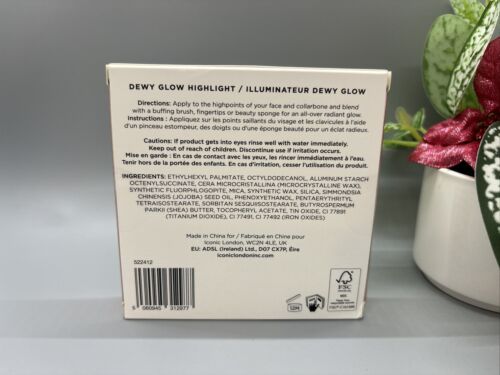 DEWY GLOW HIGHLIGHT / ILLUMINATEUR DEWY GLOW
Directions: Apply to the highpoints of your face and collarbone and blend
with a buffing brush, fingertips or beauty sponge for an all-over radiant glow.
Instructions : Appliquez sur les points saillants du visage et les clavicules à l'aide
d'un pinceau estompeur, des doigts ou d'une éponge beauté pour un éclat radieux.
Cautions: If product gets into eyes rinse well with water immediately.
Keep out of reach of children. Discontinue use if irritation occurs.
Mise en garde : En cas de contact avec les yeux, les rincer immédiatement à l'eau.
Tenir hors de la portée des enfants. En cas d'irritation, cesser l'utilisation du produit.
INGREDIENTS: ETHYLHEXYL PALMITATE, OCTYLDODECANOL, ALUMINUM STARCH
OCTENYLSUCCINATE, CERA MICROCRISTALLINA (MICROCRYSTALLINE WAX),
SYNTHETIC FLUORPHLOGOPITE, MICA, SYNTHETIC WAX, SILICA, SIMMONDSIA
CHINENSIS (JOJOBA) SEED OIL, PHENOXYETHANOL, PENTAERYTHRITYL
TETRAISOSTEARATE, SORBITAN SESQUIISOSTEARATE, BUTYROSPERMUM
PARKII (SHEA) BUTTER, TOCOPHERYL ACETATE, TIN OXIDE, CI 77891
(TITANIUM DIOXIDE), CI 77491, CI 77492 (IRON OXIDES)
Made in China for / Fabriqué en Chine pour
Iconic London, WC2N 4LE, UK
EU: ADSL (Ireland) Ltd., D07 CX7P, Éire
iconiclondoninc.com
522412
5 060945 312977
12M
FSC
MIX